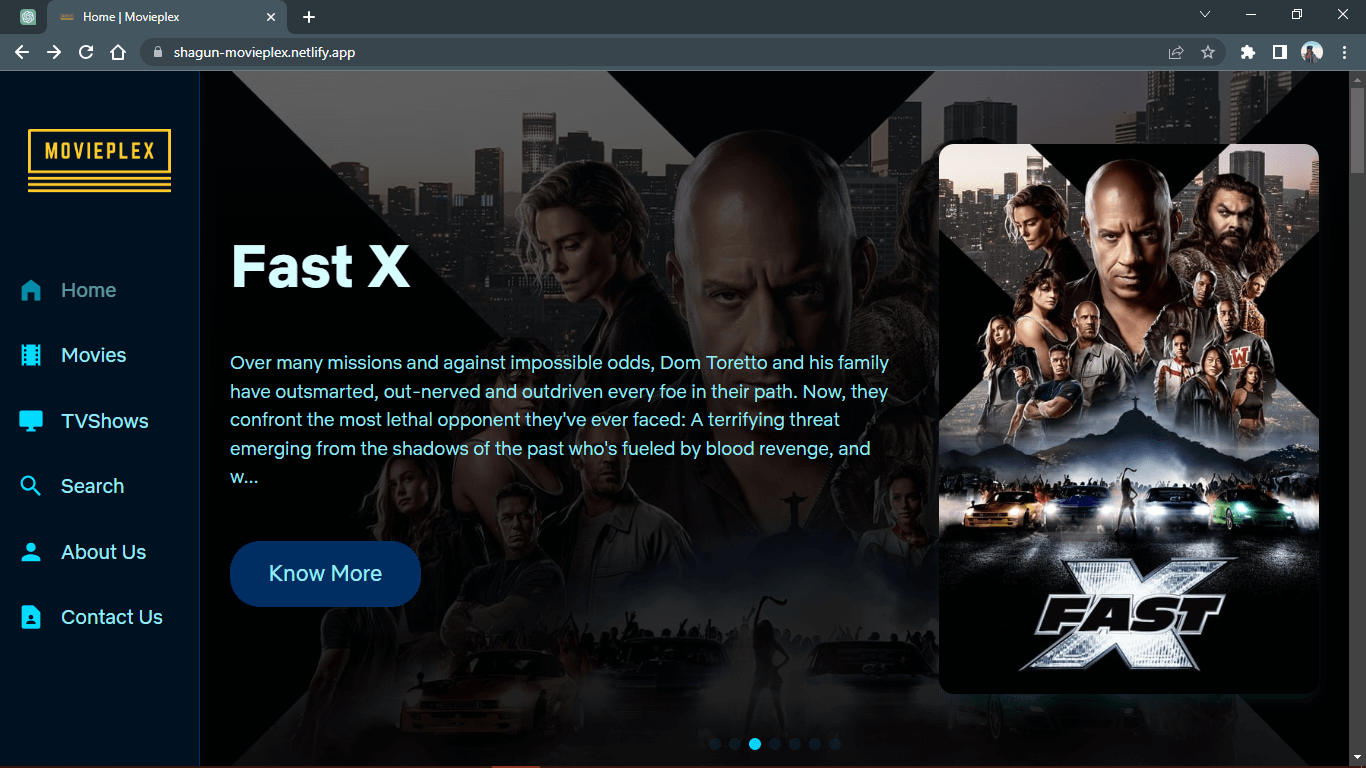 Home | Movieplex
shagun-movieplex.netlify.app
MOVIEPLEX
Home
Movies
TVShows
Search
About Us
Contact Us
Fast X
Over many missions and against impossible odds, Dom Toretto and his family
have outsmarted, out-nerved and outdriven every foe in their path. Now, they
confront the most lethal opponent they've ever faced: A terrifying threat
emerging from the shadows of the past who's fueled by blood revenge, and
w...
Know More
W
FAST
X